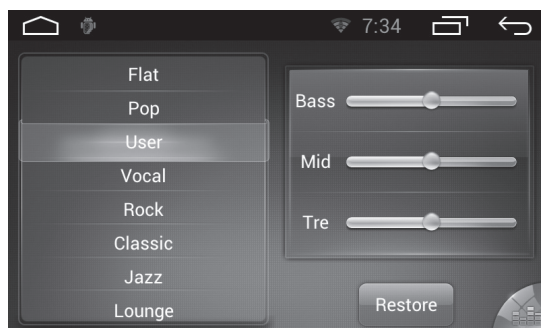 7:34
Flat
Pop
User
Vocal
Rock
Classic
Jazz
Lounge
Bass
Mid
Tre
Restore